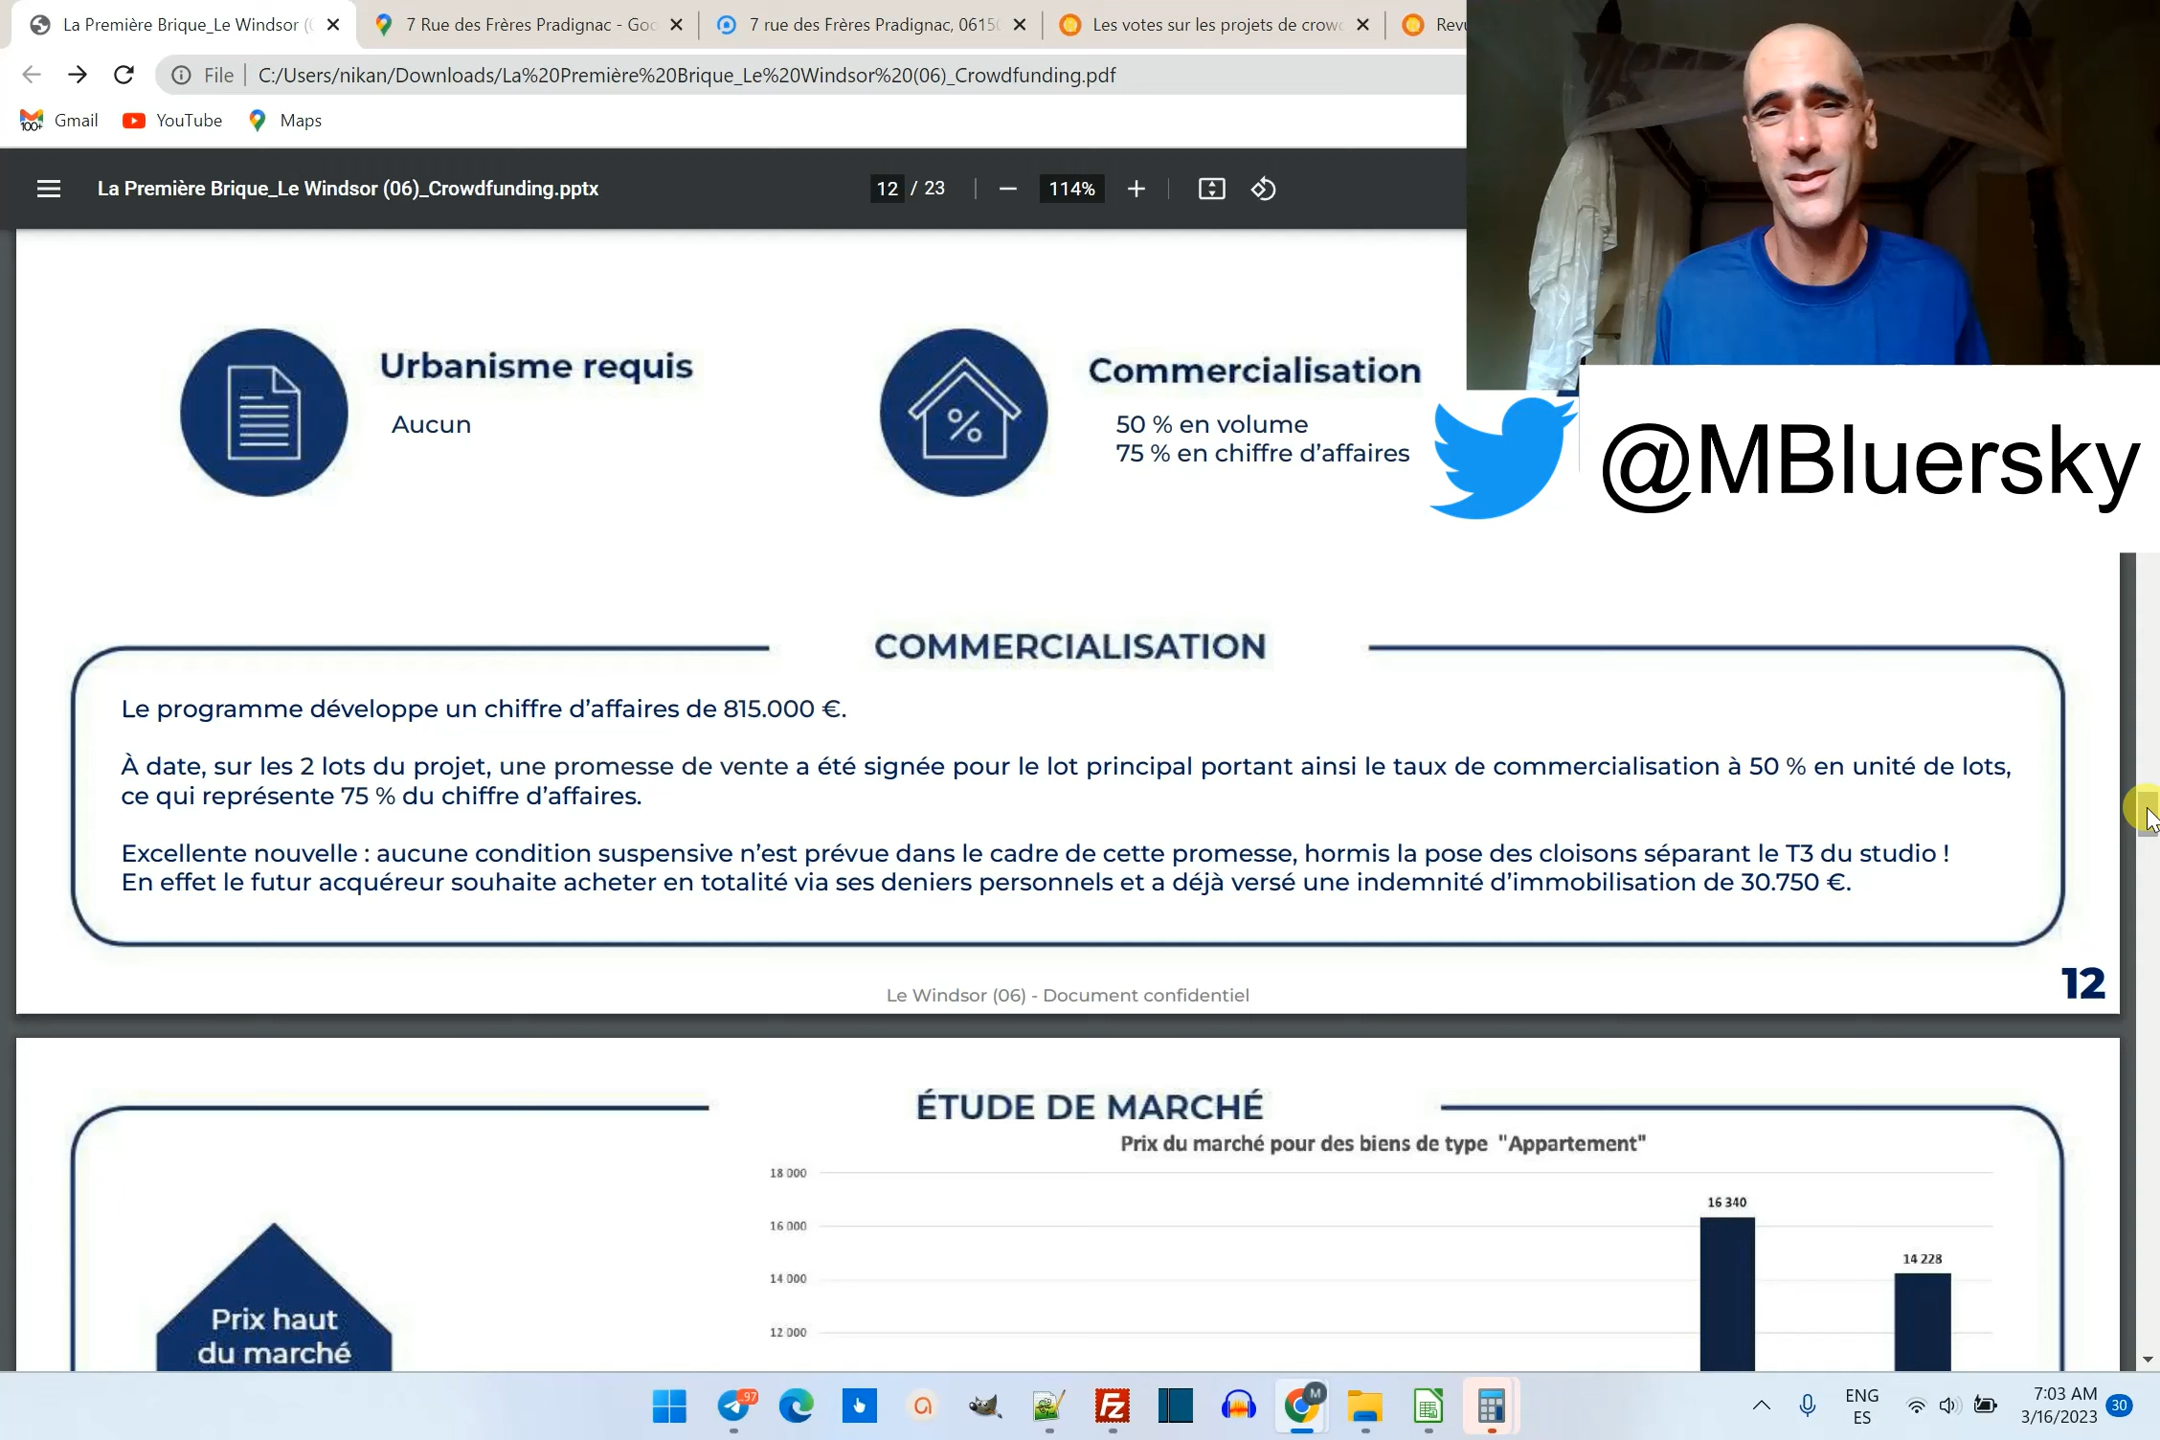 La Première Brique_Le Windsor (
7 Rue des Frères Pradignac - Goo
7 rue des Frères Pradignac, 0615
Les votes sur les projets de crow
Revu
File
C:/Users/nikan/Downloads/La%20Première%20Brique_Le%20Windsor%20(06)_Crowdfunding.pdf
100+
Gmail
YouTube
Maps
La Première Brique_Le Windsor (06)_Crowdfunding.pptx
12 / 23
114%
Urbanisme requis
Aucun
%
Commercialisation
50 % en volume
75 % en chiffre d’affaires
@MBluersky
COMMERCIALISATION
Le programme développe un chiffre d’affaires de 815.000 €.
À date, sur les 2 lots du projet, une promesse de vente a été signée pour le lot principal portant ainsi le taux de commercialisation à 50 % en unité de lots,
ce qui représente 75 % du chiffre d’affaires.
Excellente nouvelle : aucune condition suspensive n’est prévue dans le cadre de cette promesse, hormis la pose des cloisons séparant le T3 du studio !
En effet le futur acquéreur souhaite acheter en totalité via ses deniers personnels et a déjà versé une indemnité d’immobilisation de 30.750 €.
Le Windsor (06) - Document confidentiel
12
ÉTUDE DE MARCHÉ
Prix du marché pour des biens de type "Appartement"
18 000
16 000
14 000
12 000
16 340
14 228
Prix haut
du marché
97
FZ
M
ENG
ES
7:03 AM
3/16/2023
30